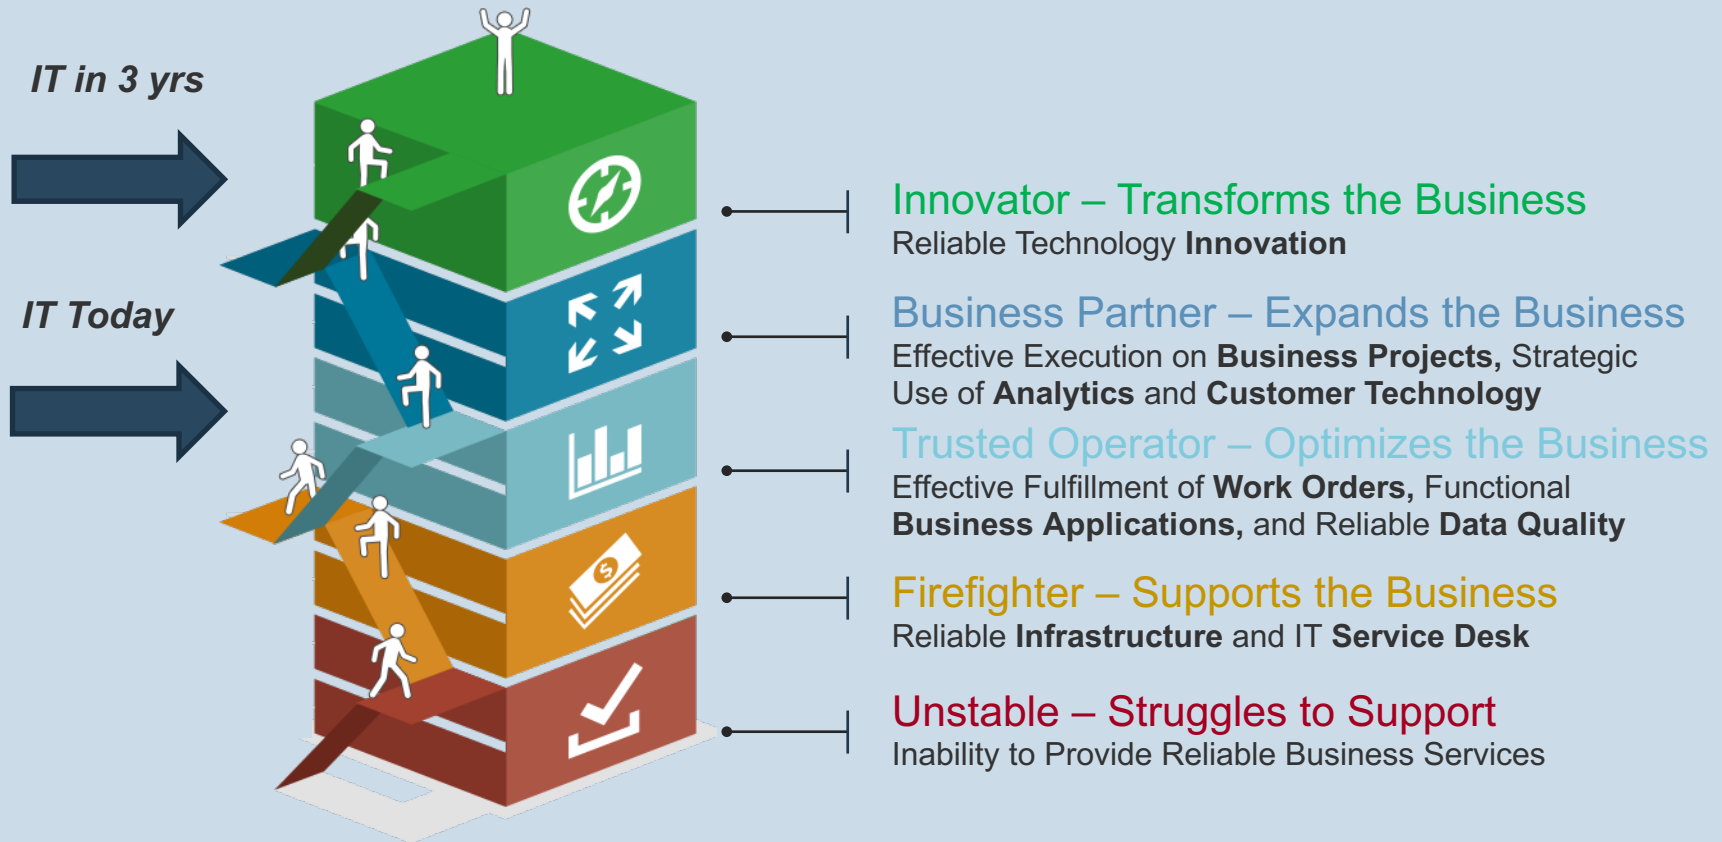 IT in 3 yrs
IT Today
Innovator – Transforms the Business
Reliable Technology Innovation
Business Partner – Expands the Business
Effective Execution on Business Projects, Strategic
Use of Analytics and Customer Technology
Trusted Operator – Optimizes the Business
Effective Fulfillment of Work Orders, Functional
Business Applications, and Reliable Data Quality
$
Firefighter – Supports the Business
Reliable Infrastructure and IT Service Desk
Unstable – Struggles to Support
Inability to Provide Reliable Business Services